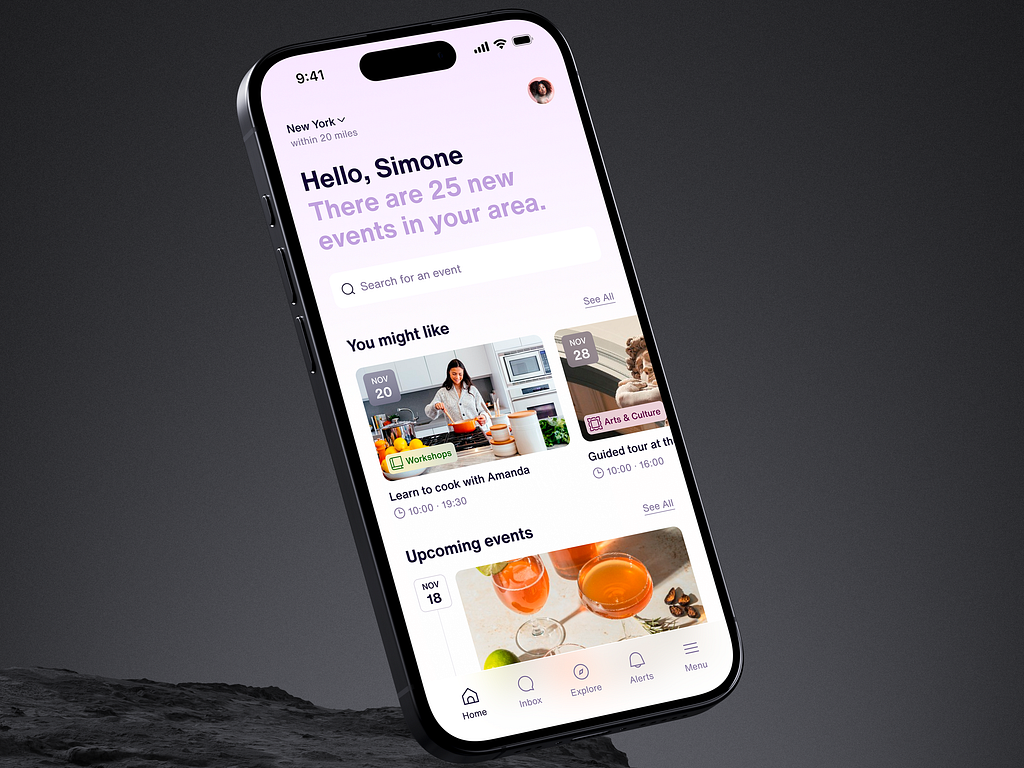 9:41
New York
within 20 miles
Hello, Simone
There are 25 new
events in your area.
Search for an event
See All
You might like
NOV
20
Workshops
Learn to cook with Amanda
10:00 · 19:30
NOV
28
Arts & Culture
Guided tour at th
10:00 · 16:00
See All
Upcoming events
NOV
18
Home
Inbox
Explore
Alerts
Menu